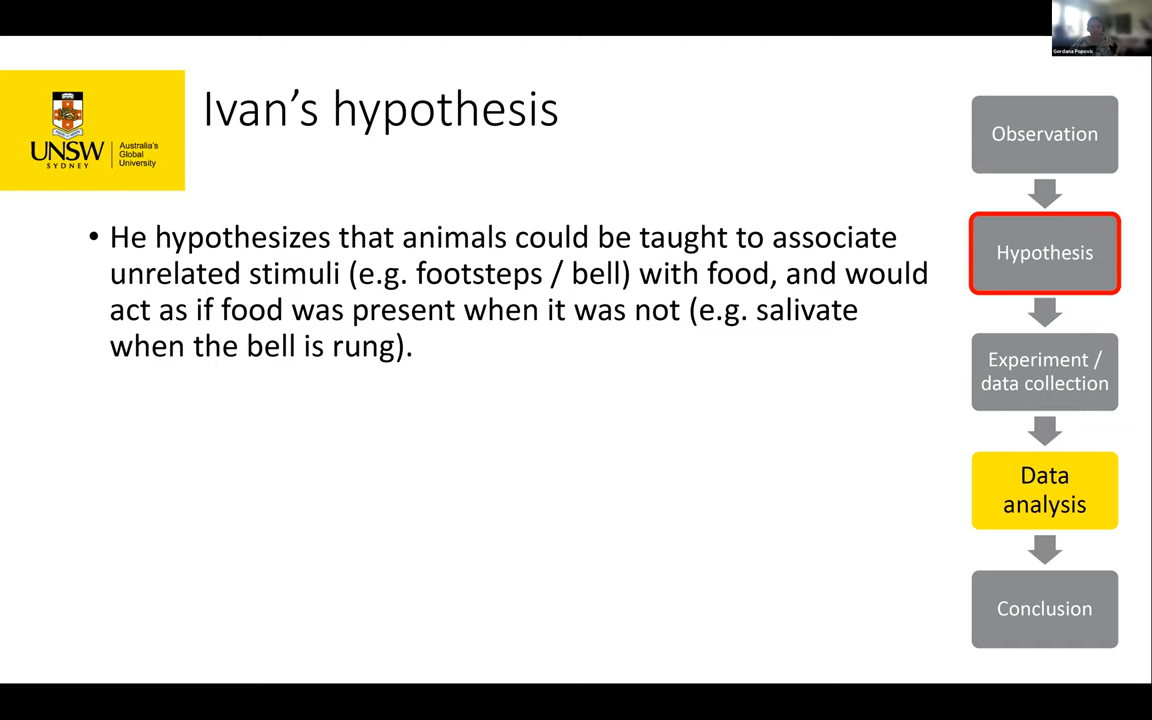 Gordana Popovic
UNSW
SYDNEY
Australia's
Global
University
Ivan's hypothesis
• He hypothesizes that animals could be taught to associate
unrelated stimuli (e.g. footsteps / bell) with food, and would
act as if food was present when it was not (e.g. salivate
when the bell is rung).
Observation
Hypothesis
Experiment /
data collection
Data
analysis
Conclusion